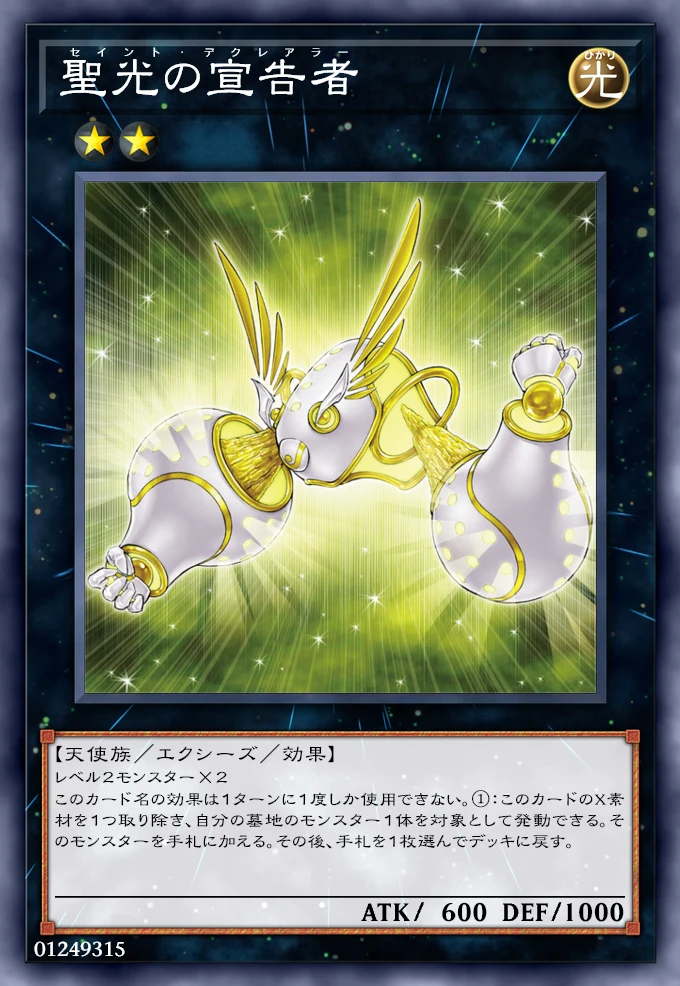 セイント・デクレアラー
聖光の宣告者
ひかり
光
【天使族／エクシーズ／効果】
レベル2モンスター×2
このカード名の効果は1ターンに1度しか使用できない。①：このカードのX素
材を1つ取り除き、自分の墓地のモンスター1体を対象として発動できる。そ
のモンスターを手札に加える。その後、手札を1枚選んでデッキに戻す。
ATK/ 600 DEF/1000
01249315